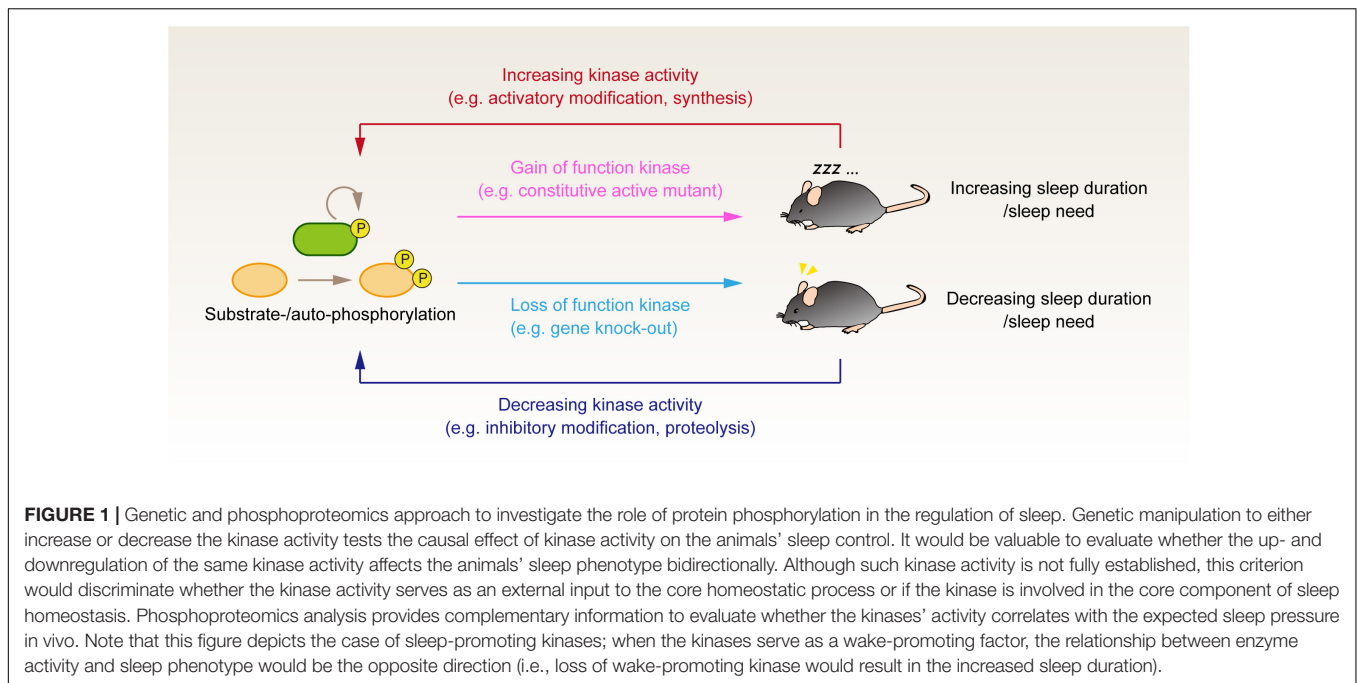 Increasing kinase activity
(e.g. activatory modification, synthesis)
Gain of function kinase
(e.g. constitutive active mutant)
zzz ...
Increasing sleep duration
/sleep need
P
P
P
Substrate-/auto-phosphorylation
Loss of function kinase
(e.g. gene knock-out)
Decreasing sleep duration
/sleep need
Decreasing kinase activity
(e.g. inhibitory modification, proteolysis)
FIGURE 1 | Genetic and phosphoproteomics approach to investigate the role of protein phosphorylation in the regulation of sleep. Genetic manipulation to either
increase or decrease the kinase activity tests the causal effect of kinase activity on the animals' sleep control. It would be valuable to evaluate whether the up- and
downregulation of the same kinase activity affects the animals' sleep phenotype bidirectionally. Although such kinase activity is not fully established, this criterion
would discriminate whether the kinase activity serves as an external input to the core homeostatic process or if the kinase is involved in the core component of sleep
homeostasis. Phosphoproteomics analysis provides complementary information to evaluate whether the kinases' activity correlates with the expected sleep pressure
in vivo. Note that this figure depicts the case of sleep-promoting kinases; when the kinases serve as a wake-promoting factor, the relationship between enzyme
activity and sleep phenotype would be the opposite direction (i.e., loss of wake-promoting kinase would result in the increased sleep duration).